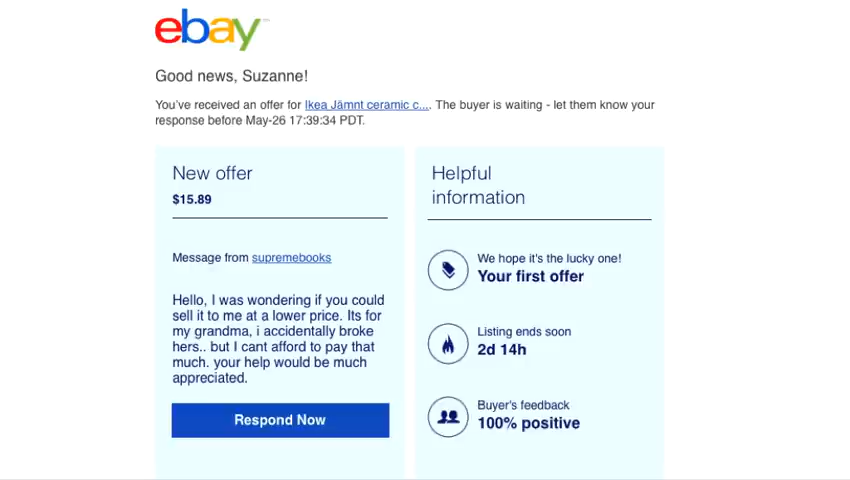 ebay
Good news, Suzanne!
You've received an offer for Ikea Jämnt ceramic c.... The buyer is waiting - let them know your
response before May-26 17:39:34 PDT.
New offer
$15.89
Message from supremebooks
Hello, I was wondering if you could
sell it to me at a lower price. Its for
my grandma, i accidentally broke
hers.. but I cant afford to pay that
much. your help would be much
appreciated.
Respond Now
Helpful
information
We hope it's the lucky one!
Your first offer
Listing ends soon
2d 14h
Buyer's feedback
100% positive